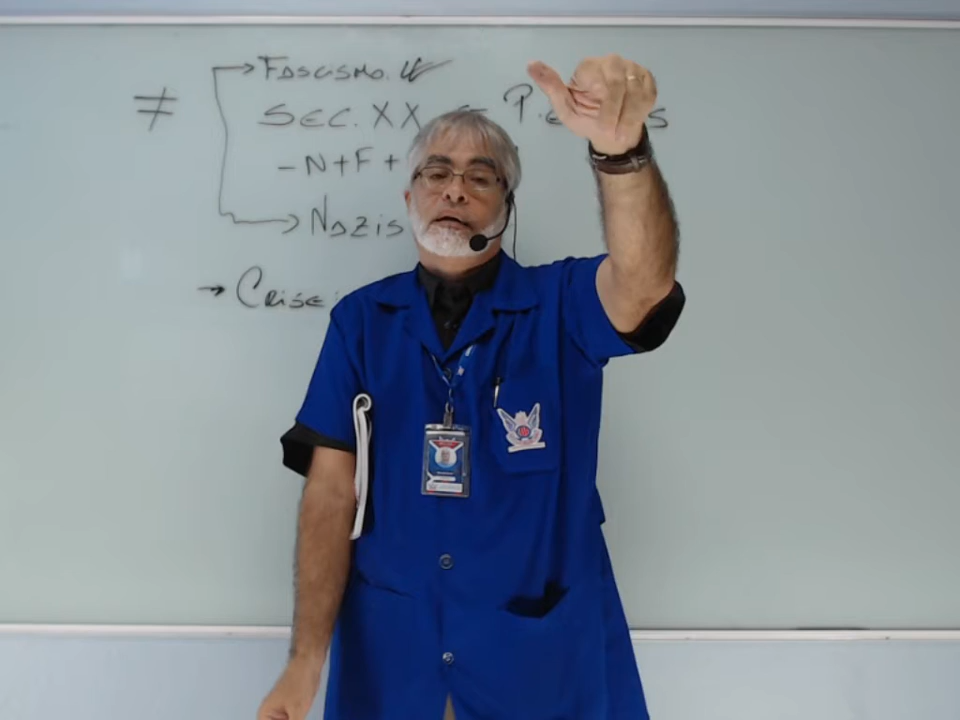 ≠ → Fascismo.
SEC. XX
- N + F +
→ Nazis
→ Crise